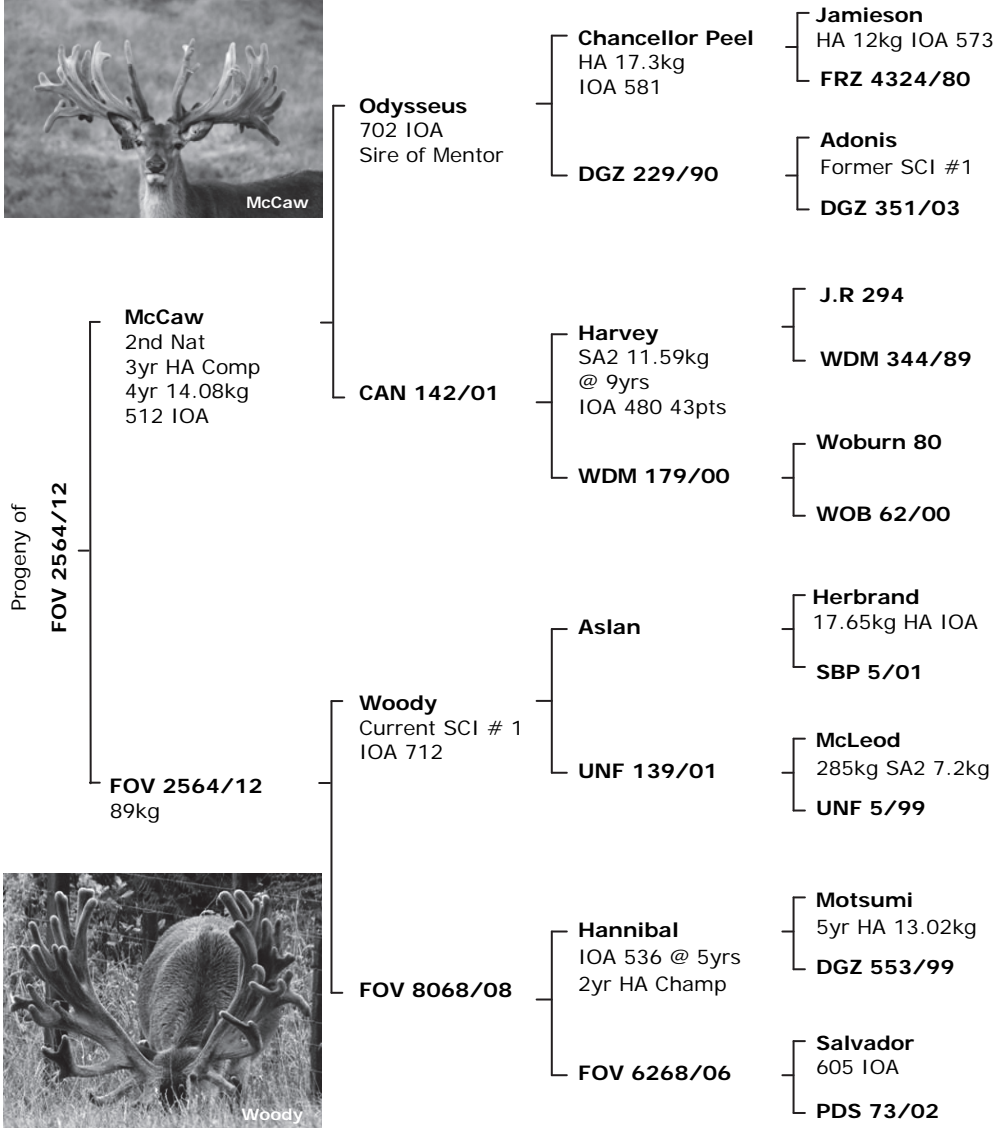 McCaw
Progeny of
FOV 2564/12
McCaw
2nd Nat
3yr HA Comp
4yr 14.08kg
512 IOA
FOV 2564/12
89kg
Odysseus
702 IOA
Sire of Mentor
CAN 142/01
Woody
Current SCI # 1
IOA 712
FOV 8068/08
Chancellor Peel
HA 17.3kg
IOA 581
DGZ 229/90
Harvey
SA2 11.59kg
@ 9yrs
IOA 480 43pts
WDM 179/00
Aslan
UNF 139/01
Hannibal
IOA 536 @ 5yrs
2yr HA Champ
FOV 6268/06
Jamieson
HA 12kg IOA 573
FRZ 4324/80
Adonis
Former SCI #1
DGZ 351/03
J.R 294
WDM 344/89
Woburn 80
WOB 62/00
Herbrand
17.65kg HA IOA
SBP 5/01
McLeod
285kg SA2 7.2kg
UNF 5/99
Motsumi
5yr HA 13.02kg
DGZ 553/99
Salvador
605 IOA
PDS 73/02
Woody